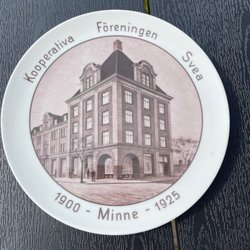 Kooperativa Föreningen Svea
1900 - Minne - 1925